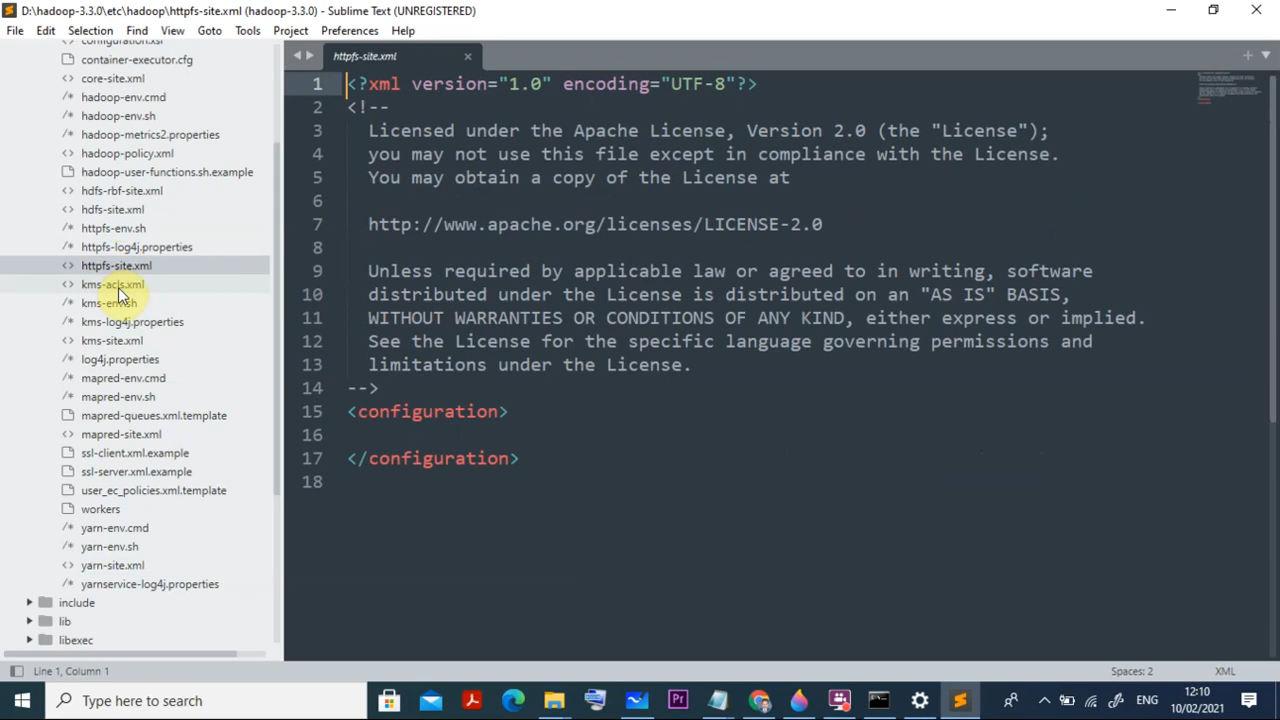 D:\hadoop-3.3.0\etc\hadoop\httpfs-site.xml (hadoop-3.3.0) - Sublime Text (UNREGISTERED)
File Edit Selection Find View Goto Tools Project Preferences Help
configuration.xsl
container-executor.cfg
core-site.xml
hadoop-env.cmd
hadoop-env.sh
hadoop-metrics2.properties
hadoop-policy.xml
hadoop-user-functions.sh.example
hdfs-rbf-site.xml
hdfs-site.xml
httpfs-env.sh
httpfs-log4j.properties
httpfs-site.xml
kms-acls.xml
kms-env.sh
kms-log4j.properties
kms-site.xml
log4j.properties
mapred-env.cmd
mapred-env.sh
mapred-queues.xml.template
mapred-site.xml
ssl-client.xml.example
ssl-server.xml.example
user_ec_policies.xml.template
workers
yarn-env.cmd
yarn-env.sh
yarn-site.xml
yarnservice-log4j.properties
include
lib
libexec
httpfs-site.xml
1 <?xml version="1.0" encoding="UTF-8"?>
2 <!--
3 Licensed under the Apache License, Version 2.0 (the "License");
4 you may not use this file except in compliance with the License.
5 You may obtain a copy of the License at
6
7 http://www.apache.org/licenses/LICENSE-2.0
8
9 Unless required by applicable law or agreed to in writing, software
10 distributed under the License is distributed on an "AS IS" BASIS,
11 WITHOUT WARRANTIES OR CONDITIONS OF ANY KIND, either express or implied.
12 See the License for the specific language governing permissions and
13 limitations under the License.
14 -->
15 <configuration>
16
17 </configuration>
18
Line 1, Column 1
Spaces: 2
XML
Type here to search
Pr
ENG
12:10
10/02/2021